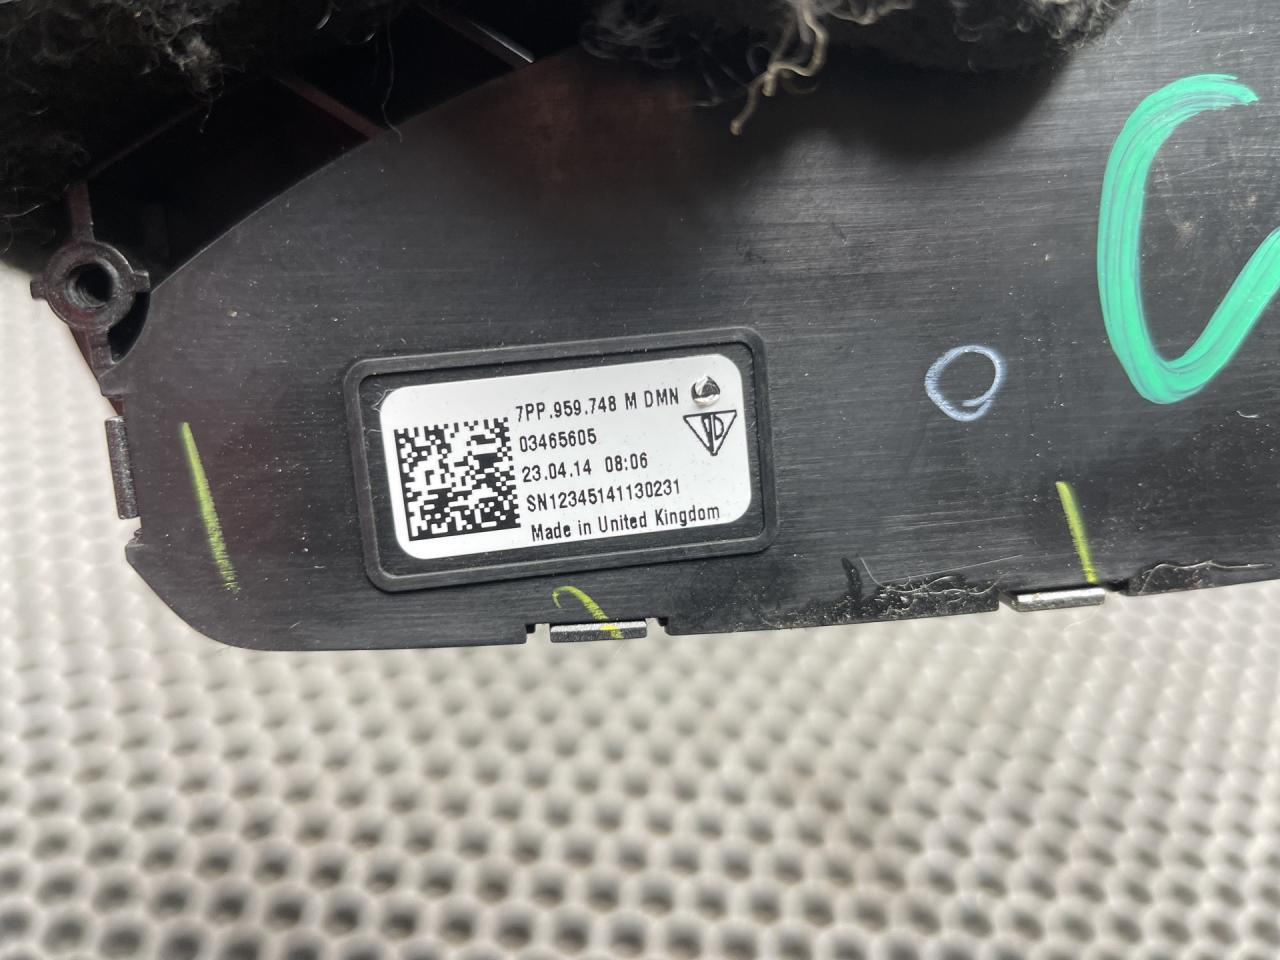 7PP.959.748 M DMN
03465605
23.04.14 08:06
SN12345141130231
Made in United Kingdom